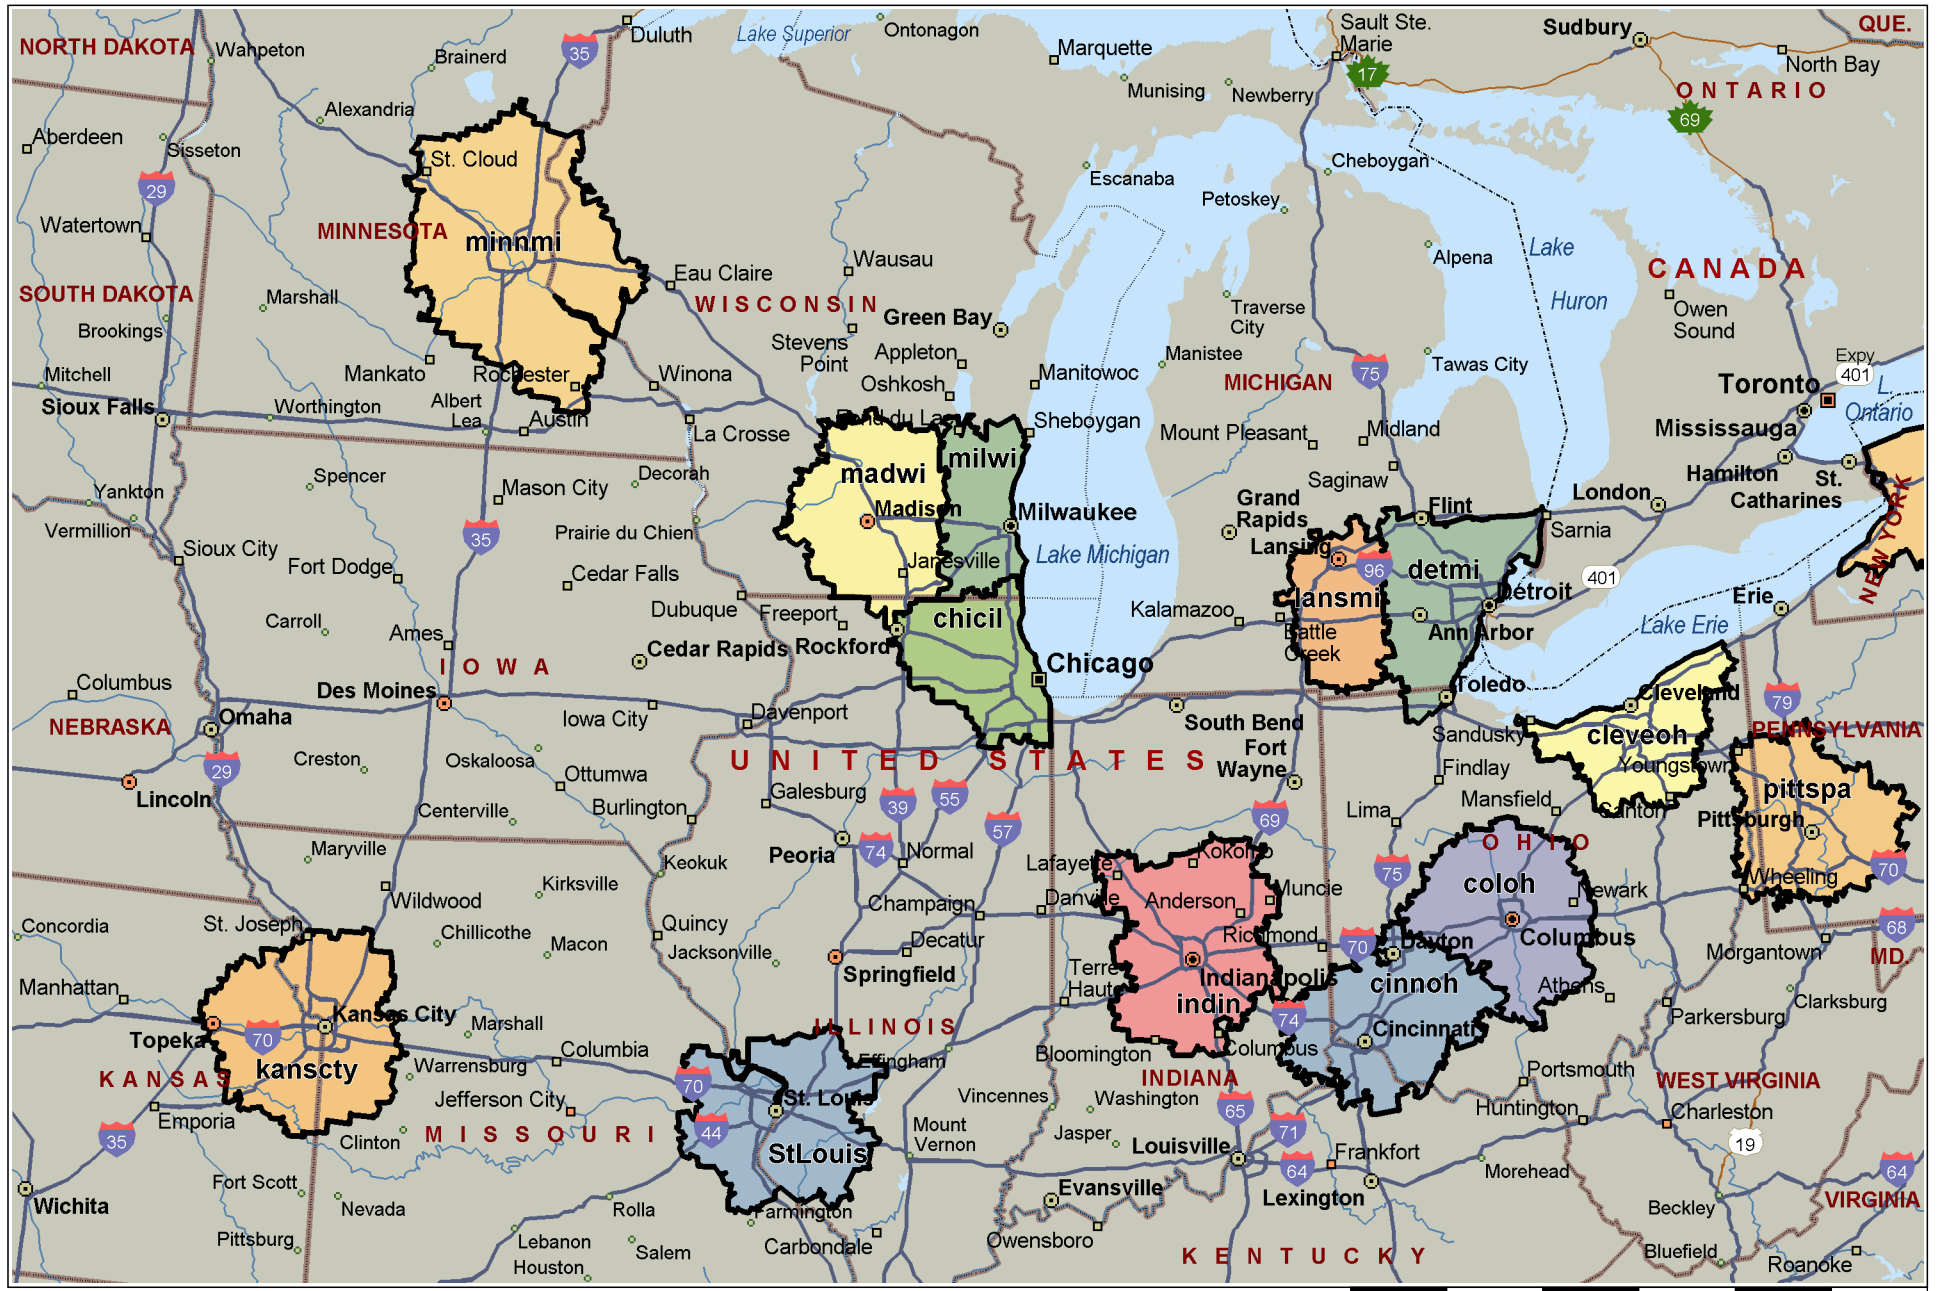 NORTH DAKOTA
Wahpeton
Brainerd
35
Duluth
Lake Superior
Ontonagon
Marquette
Sault Ste.
Marie
17
Sudbury
QUE.
North Bay
ONTARIO
69
Munising
Newberry
Alexandria
Aberdeen
Sisseton
St. Cloud
29
Escanaba
Cheboygan
Petoskey
Watertown
MINNESOTA
minnmi
Wausau
Eau Claire
Alpena
Lake
Huron
CANADA
SOUTH DAKOTA
Marshall
WISCONSIN
Green Bay
Traverse
City
Owen
Sound
Brookings
Stevens
Point
Appleton
Manistee
Tawas City
Expy
401
Mitchell
Mankato
Rochester
Winona
Oshkosh
Manitowoc
MICHIGAN
75
Toronto
L.
Ontario
Sioux Falls
Worthington
Albert
Lea
Austin
La Crosse
Fond du Lac
Sheboygan
Mount Pleasant
Midland
Mississauga
Spencer
Decorah
madwi
milwi
Saginaw
Hamilton
St.
Catharines
Yankton
Mason City
Grand
Rapids
Flint
London
NEW YORK
Vermillion
35
Prairie du Chien
Madison
Milwaukee
Lansing
Sarnia
Sioux City
Fort Dodge
Cedar Falls
Janesville
Lake Michigan
96
detmi
401
Dubuque
Freeport
chicil
Kalamazoo
lansmi
Detroit
Erie
Carroll
Ames
Cedar Rapids
Rockford
Battle
Creek
Ann Arbor
Lake Erie
IOWA
Chicago
Columbus
Des Moines
Toledo
Cleveland
79
NEBRASKA
Omaha
Iowa City
Davenport
South Bend
Sandusky
cleveoh
PENNSYLVANIA
29
Creston
Oskaloosa
UNITED STATES
Fort
Wayne
Findlay
Youngstown
Lincoln
Ottumwa
Galesburg
39
55
pittspa
Centerville
Burlington
57
69
Lima
Mansfield
Canton
Pittsburgh
Maryville
Keokuk
Peoria
74
Normal
Lafayette
Kokomo
OHIO
75
coloh
Wheeling
70
Kirksville
Wildwood
Champaign
Danville
Anderson
Muncie
Newark
Concordia
St. Joseph
Chillicothe
Quincy
Macon
Jacksonville
Decatur
Richmond
70
Dayton
Columbus
Morgantown
68
MD.
Manhattan
Springfield
Terre
Haute
Indianapolis
indin
cinnoh
Athens
Clarksburg
Topeka
70
Kansas City
Marshall
ILLINOIS
74
Cincinnati
Parkersburg
KANSAS
kanscty
Warrensburg
Columbia
Effingham
Bloomington
Columbus
70
INDIANA
Portsmouth
WEST VIRGINIA
Emporia
Jefferson City
St. Louis
Vincennes
Washington
65
Huntington
Charleston
35
Clinton
MISSOURI
44
Mount
Vernon
Jasper
71
19
StLouis
Louisville
64
Frankfort
Morehead
64
Fort Scott
Nevada
Rolla
Farmington
Evansville
Lexington
Beckley
VIRGINIA
Wichita
Pittsburg
Lebanon
Salem
Carbondale
Owensboro
KENTUCKY
Bluefield
Roanoke
Houston